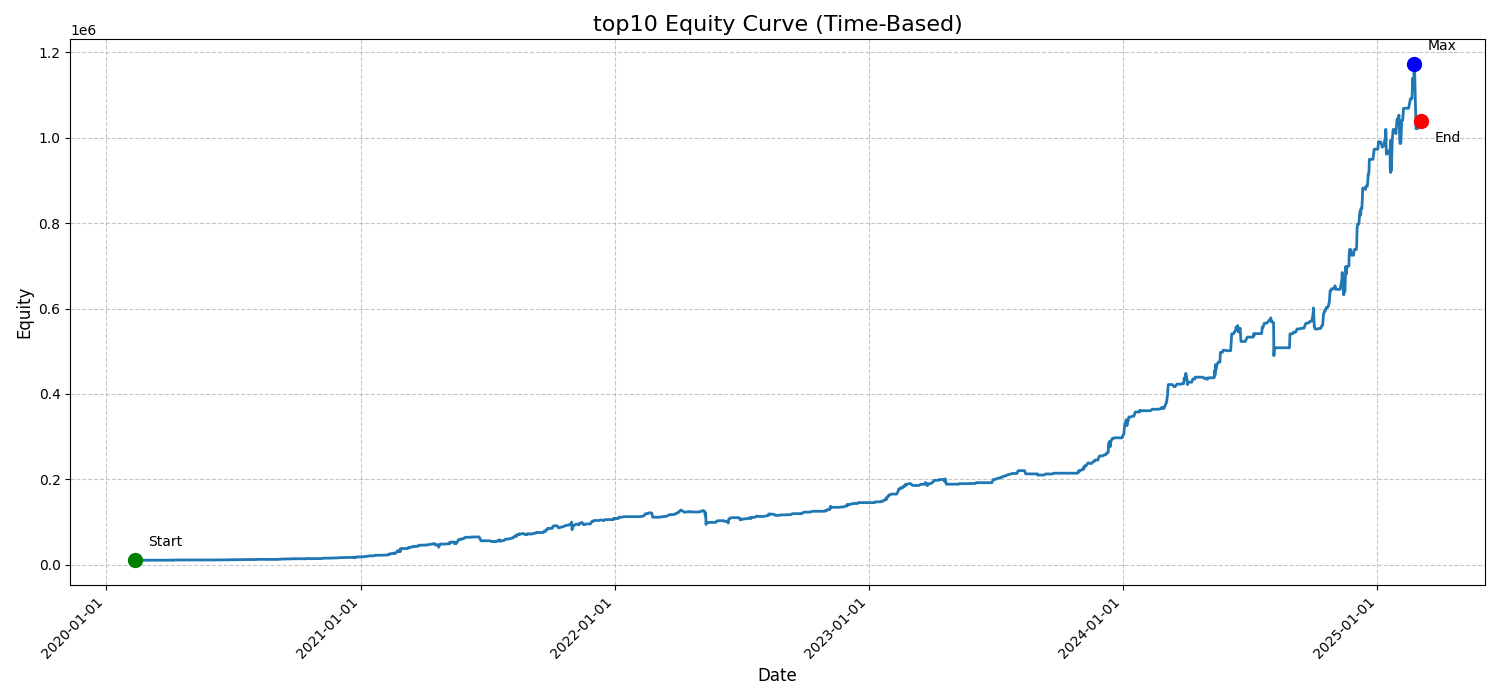 top10 Equity Curve (Time-Based)
1e6
1.2
1.0
0.8
0.6
0.4
0.2
0.0
Equity
Start
Max
End
2020-01-01
2021-01-01
2022-01-01
2023-01-01
2024-01-01
2025-01-01
Date